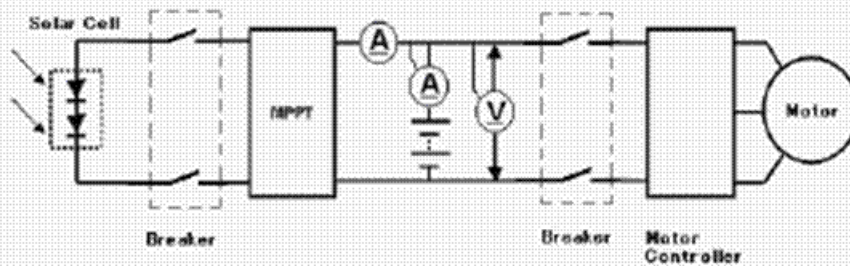 Solar Cell
A
A
V
MPPT
Motor
Breaker
Breaker
Motor
Controller